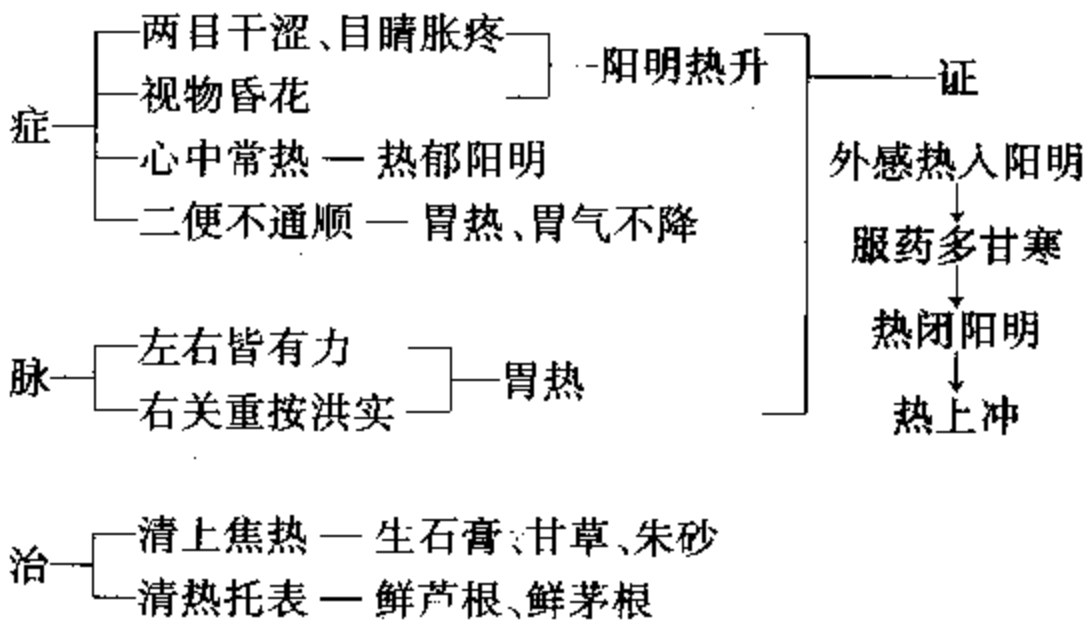 症
两目干涩、目睛胀疼
视物昏花
阳明热升
心中常热 — 热郁阳明
二便不通顺 — 胃热、胃气不降
脉
左右皆有力
右关重按洪实
胃热
证
外感热入阳明
服药多甘寒
热闭阳明
热上冲
治
清上焦热 — 生石膏、甘草、朱砂
清热托表 — 鲜芦根、鲜茅根